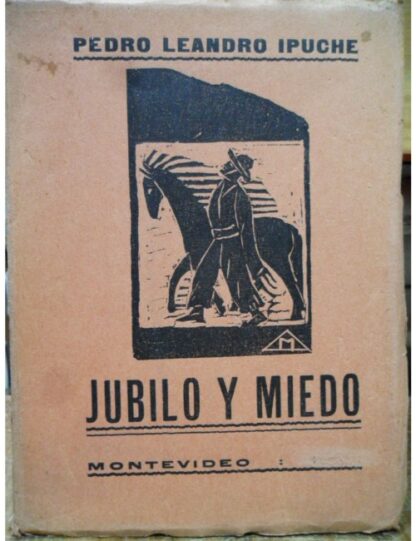 PEDRO LEANDRO IPUCHE
M
JUBILO Y MIEDO
MONTEVIDEO :